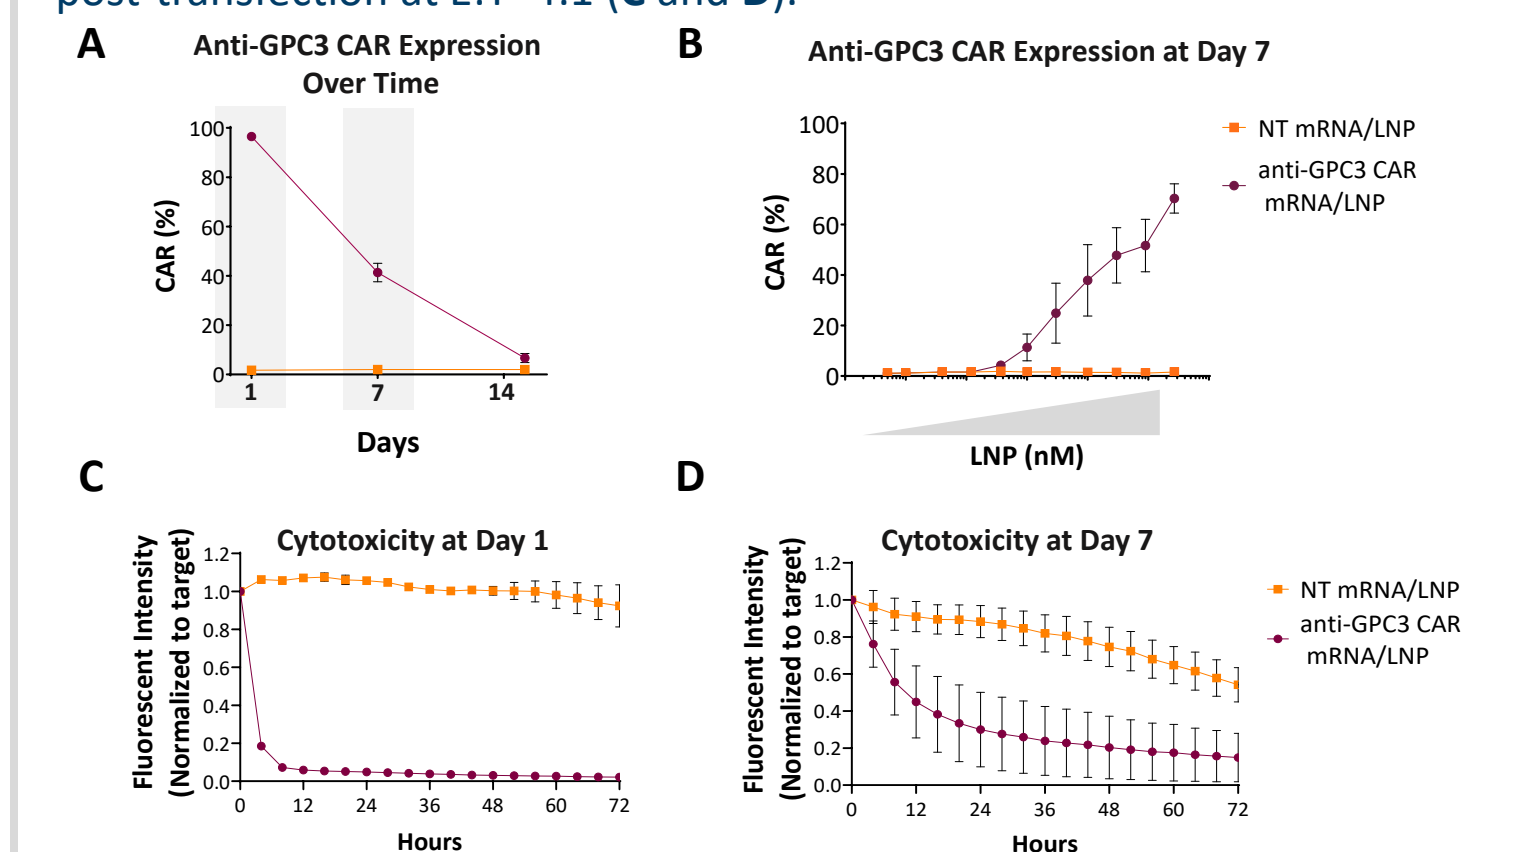 A
Anti-GPC3 CAR Expression
Over Time
CAR (%)
100
80
60
40
20
0
1 7 14
Days
B
Anti-GPC3 CAR Expression at Day 7
CAR (%)
100
80
60
40
20
0
LNP (nM)
NT mRNA/LNP
anti-GPC3 CAR
mRNA/LNP
C
Cytotoxicity at Day 1
Fluorescent Intensity
(Normalized to target)
1.2
1.0
0.8
0.6
0.4
0.2
0.0
0 12 24 36 48 60 72
Hours
D
Cytotoxicity at Day 7
Fluorescent Intensity
(Normalized to target)
1.2
1.0
0.8
0.6
0.4
0.2
0.0
0 12 24 36 48 60 72
Hours
NT mRNA/LNP
anti-GPC3 CAR
mRNA/LNP